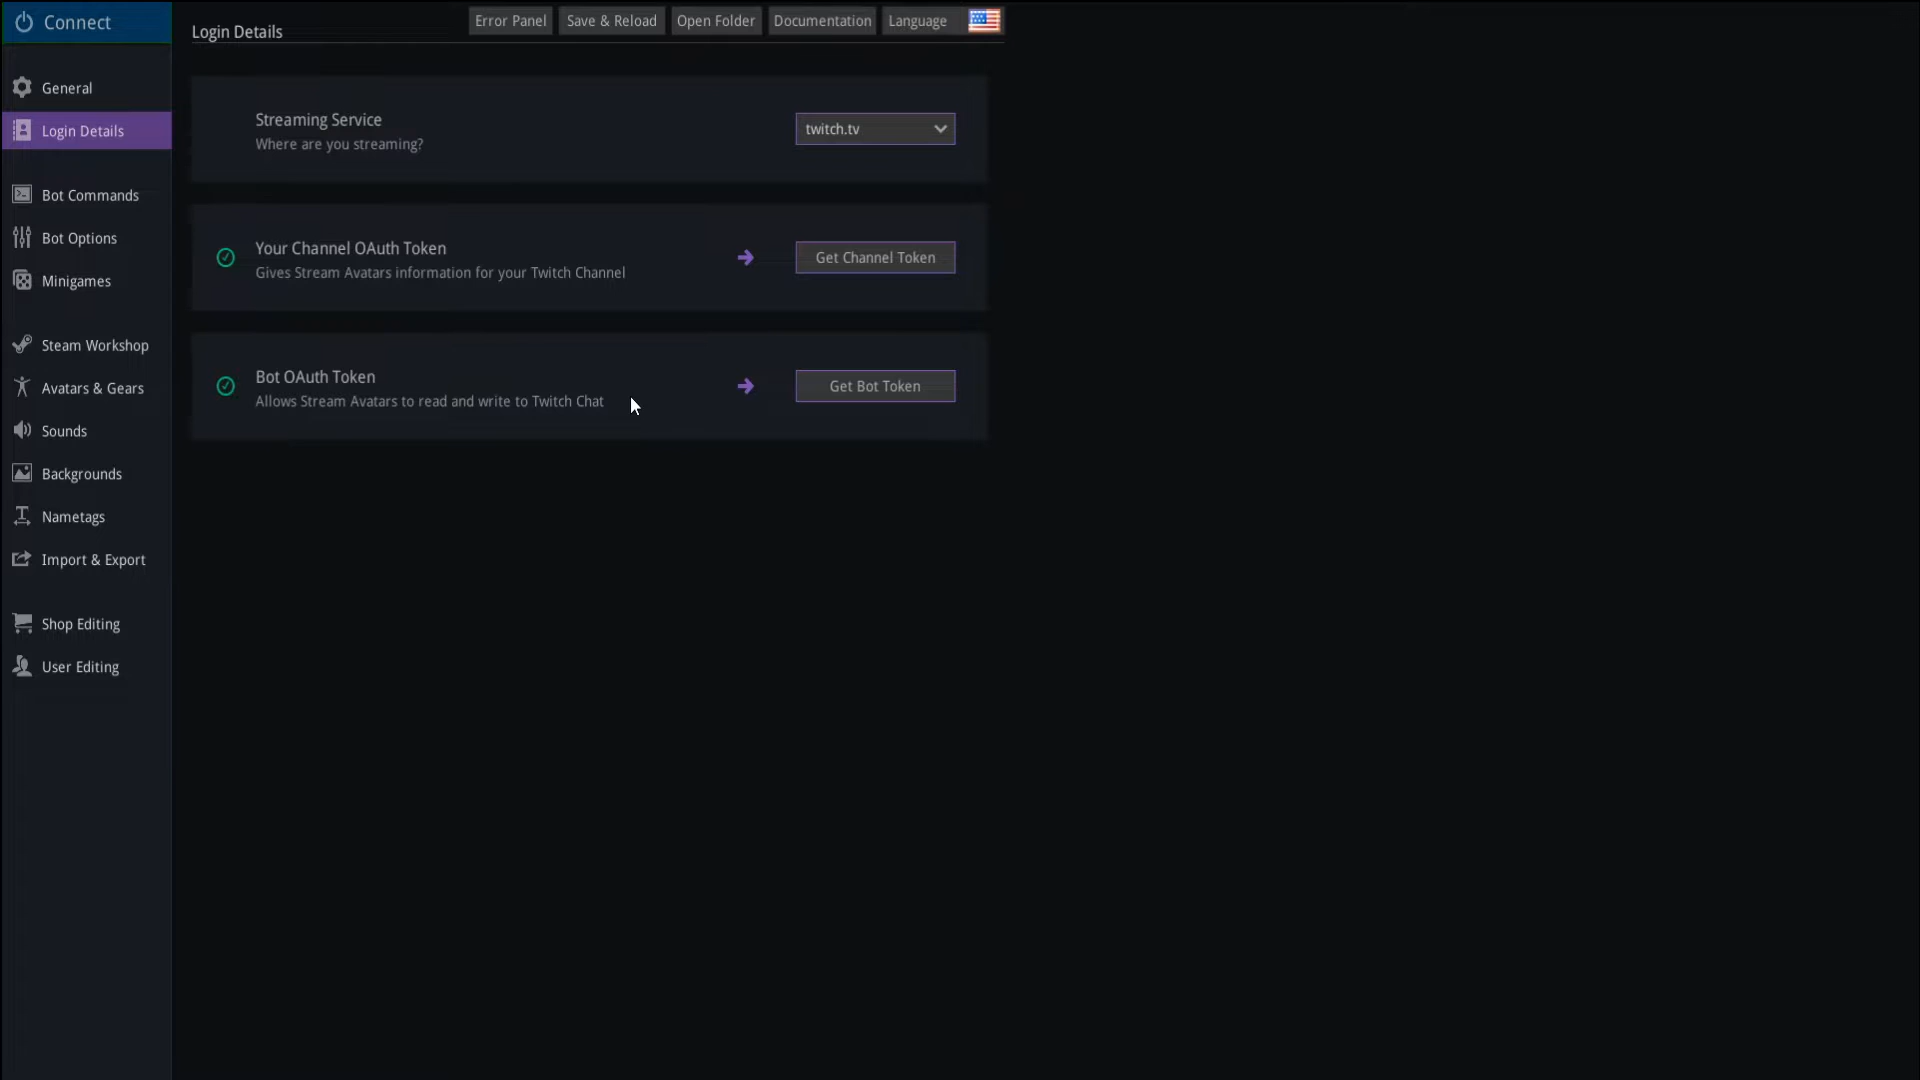 Connect
General
Login Details
Bot Commands
Bot Options
Minigames
Steam Workshop
Avatars & Gears
Sounds
Backgrounds
Nametags
Import & Export
Shop Editing
User Editing
Login Details
Error Panel
Save & Reload
Open Folder
Documentation
Language
Streaming Service
Where are you streaming?
twitch.tv
Your Channel OAuth Token
Gives Stream Avatars information for your Twitch Channel
Get Channel Token
Bot OAuth Token
Allows Stream Avatars to read and write to Twitch Chat
Get Bot Token